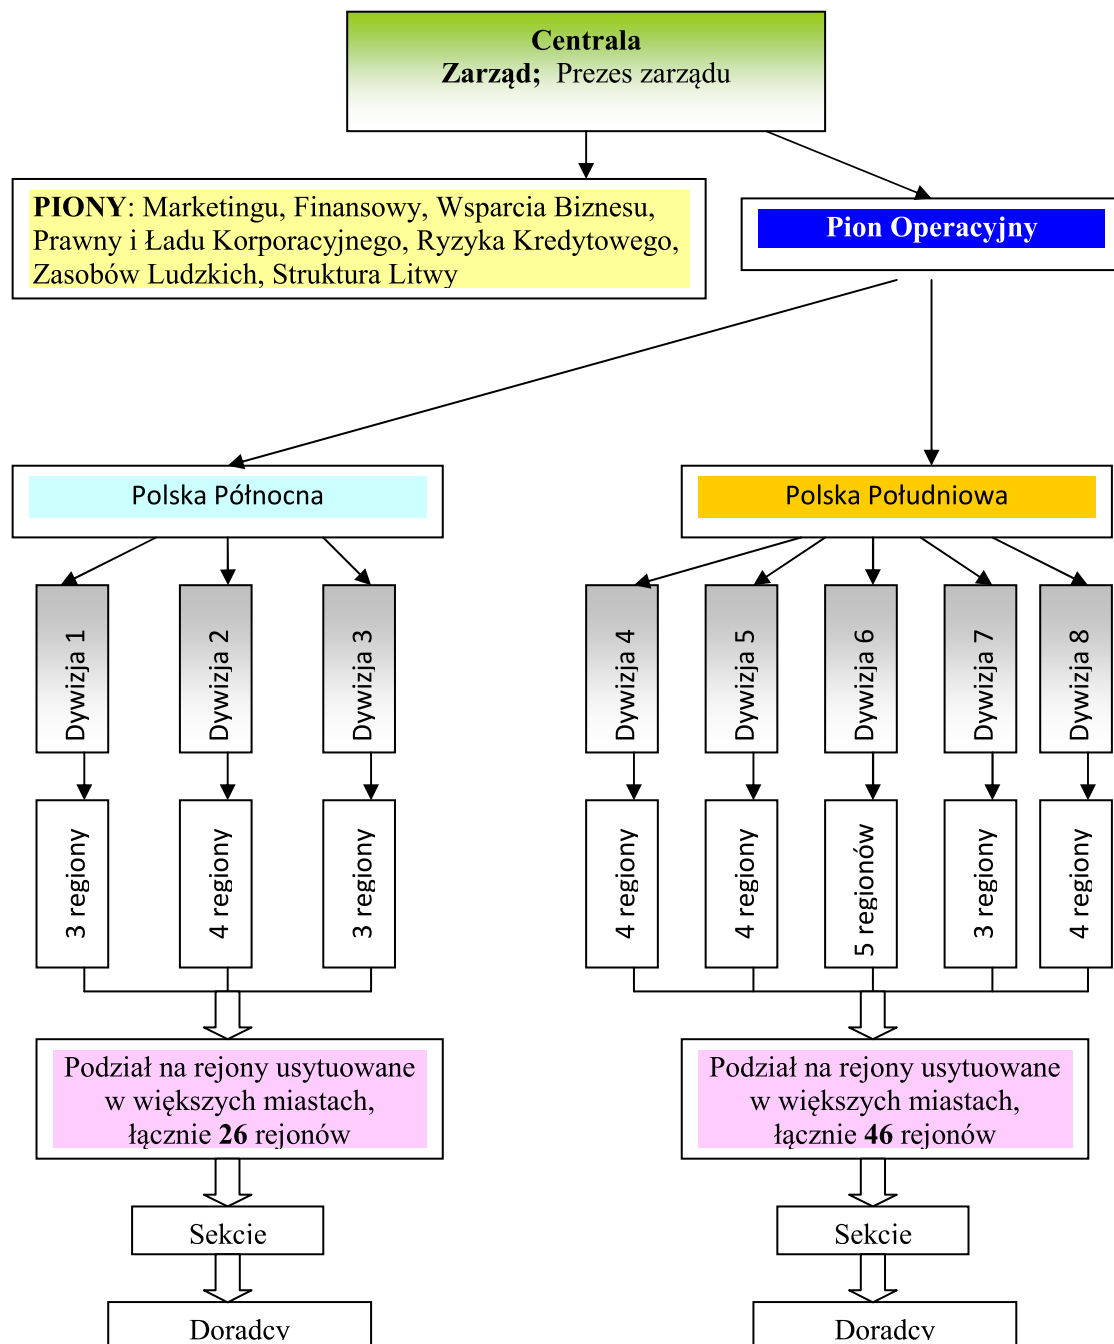 Centrala
Zarząd; Prezes zarządu
PIONY: Marketingu, Finansowy, Wsparcia Biznesu,
Prawny i Ładu Korporacyjnego, Ryzyka Kredytowego,
Zasobów Ludzkich, Struktura Litwy
Pion Operacyjny
Polska Północna
Polska Południowa
Dywizja 1
Dywizja 2
Dywizja 3
Dywizja 4
Dywizja 5
Dywizja 6
Dywizja 7
Dywizja 8
3 regiony
4 regiony
3 regiony
4 regiony
4 regiony
5 regionów
3 regiony
4 regiony
Podział na rejony usytuowane
w większych miastach,
łącznie 26 rejonów
Podział na rejony usytuowane
w większych miastach,
łącznie 46 rejonów
Sekcje
Sekcje
Doradcy
Doradcy